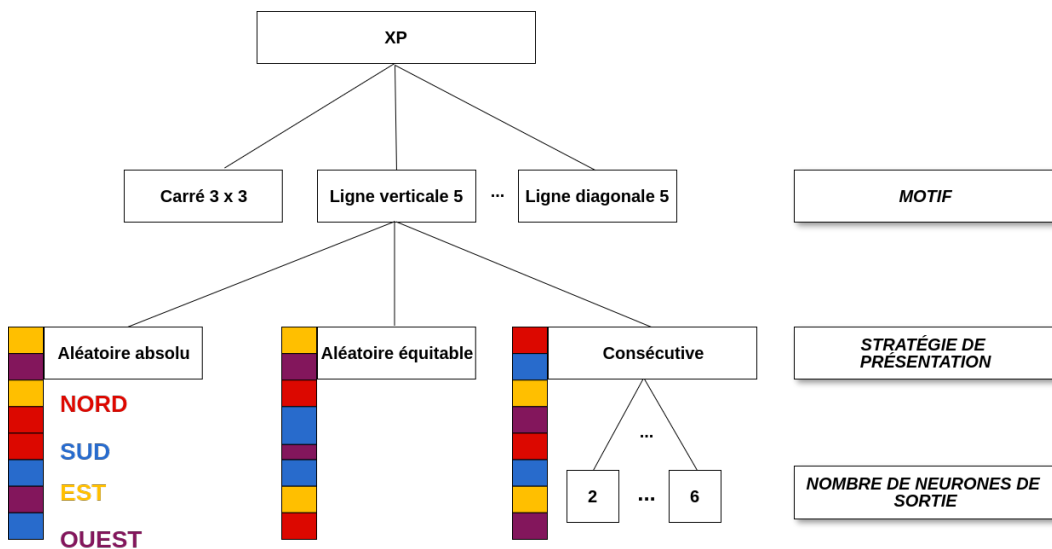 XP
Carré 3 x 3
Ligne verticale 5
...
Ligne diagonale 5
MOTIF
Aléatoire absolu
Aléatoire équitable
Consécutive
STRATÉGIE DE
PRÉSENTATION
NORD
SUD
EST
OUEST
...
2
...
6
NOMBRE DE NEURONES DE
SORTIE